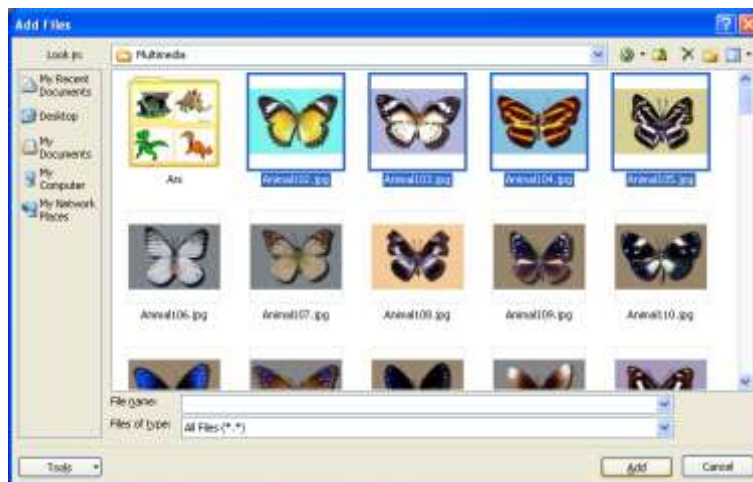 Add Files
Look in:
Multimedia
My Recent
Documents
Desktop
My
Documents
My
Computer
My Network
Places
Ani
Animal102.jpg
Animal103.jpg
Animal104.jpg
Animal105.jpg
Animal106.jpg
Animal107.jpg
Animal108.jpg
Animal109.jpg
Animal110.jpg
File name:
Files of type:
All Files (*.*)
Tools
Add
Cancel